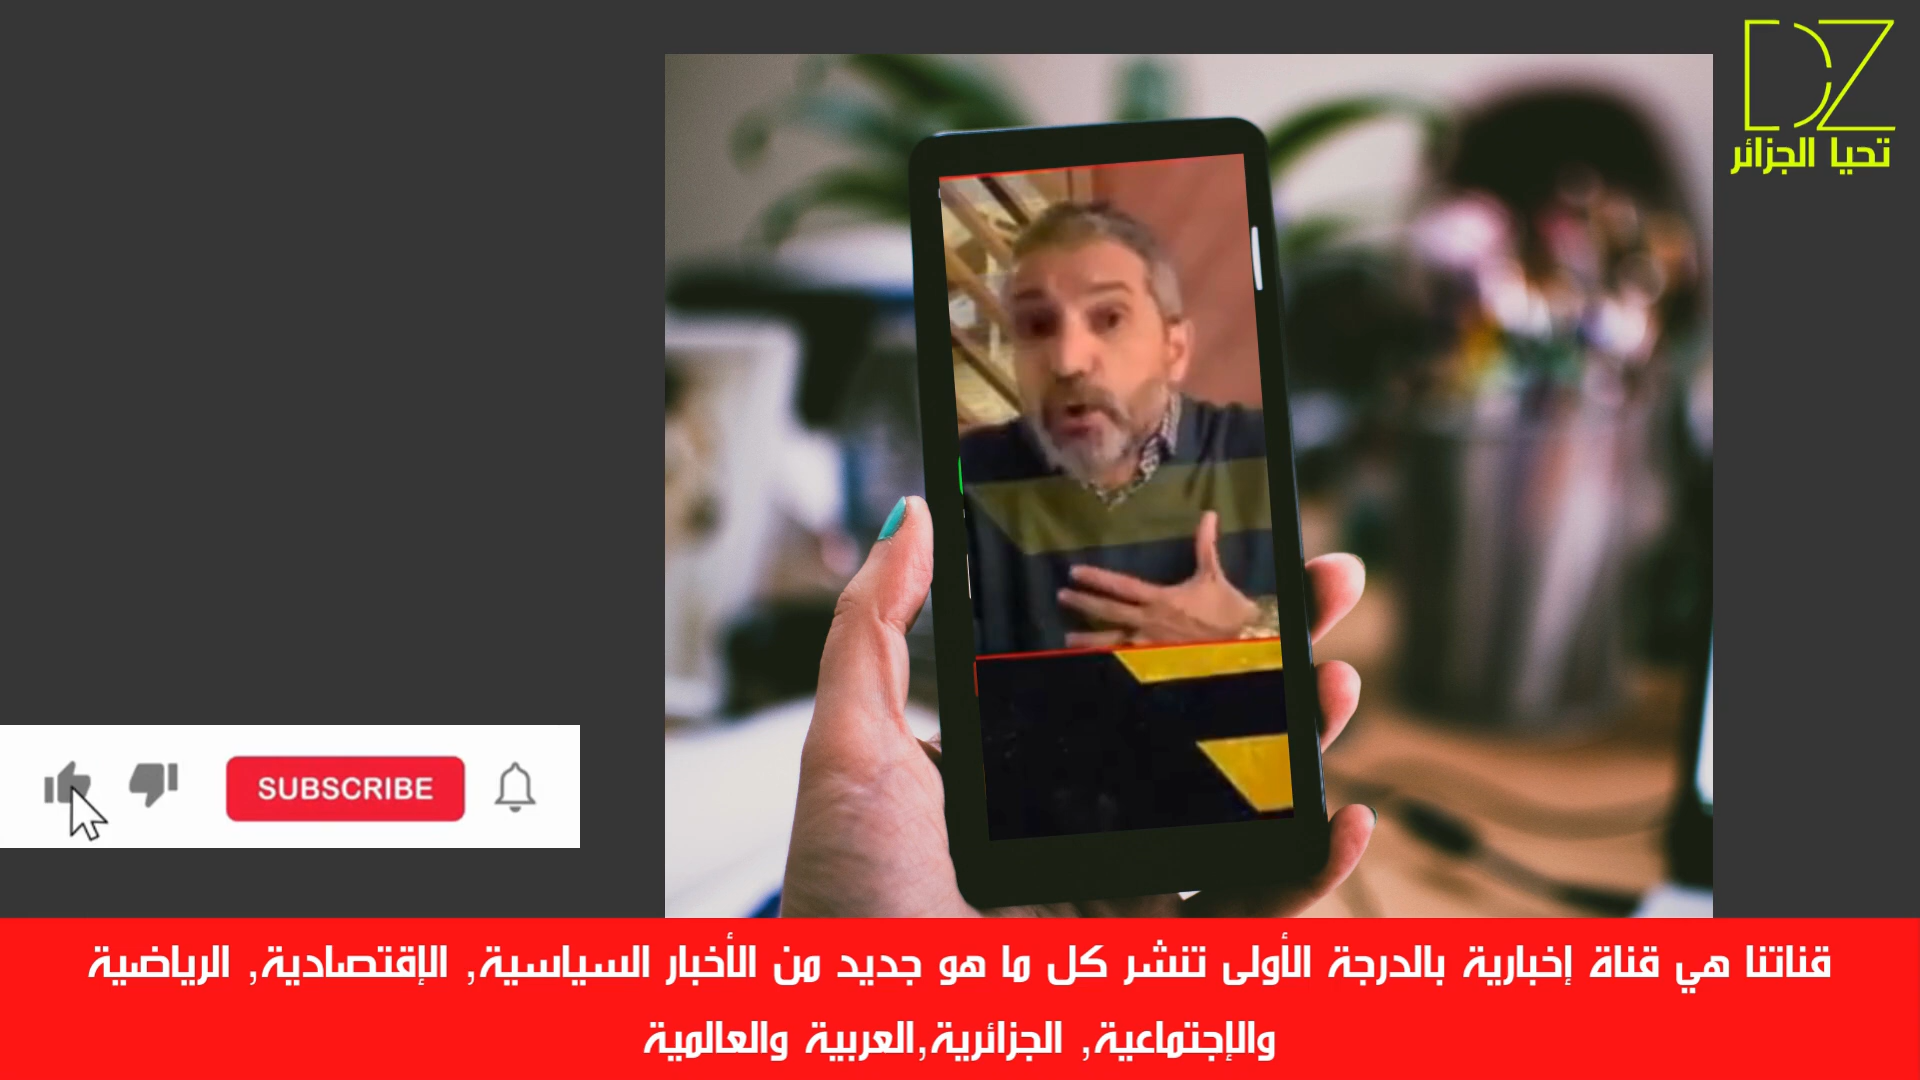 DZ
تحيا الجزائر
SUBSCRIBE
قناتنا هي قناة إخبارية بالدرجة الأولى تنشر كل ما هو جديد من الأخبار السياسية, الإقتصادية, الرياضية
والإجتماعية, الجزائرية,العربية والعالمية